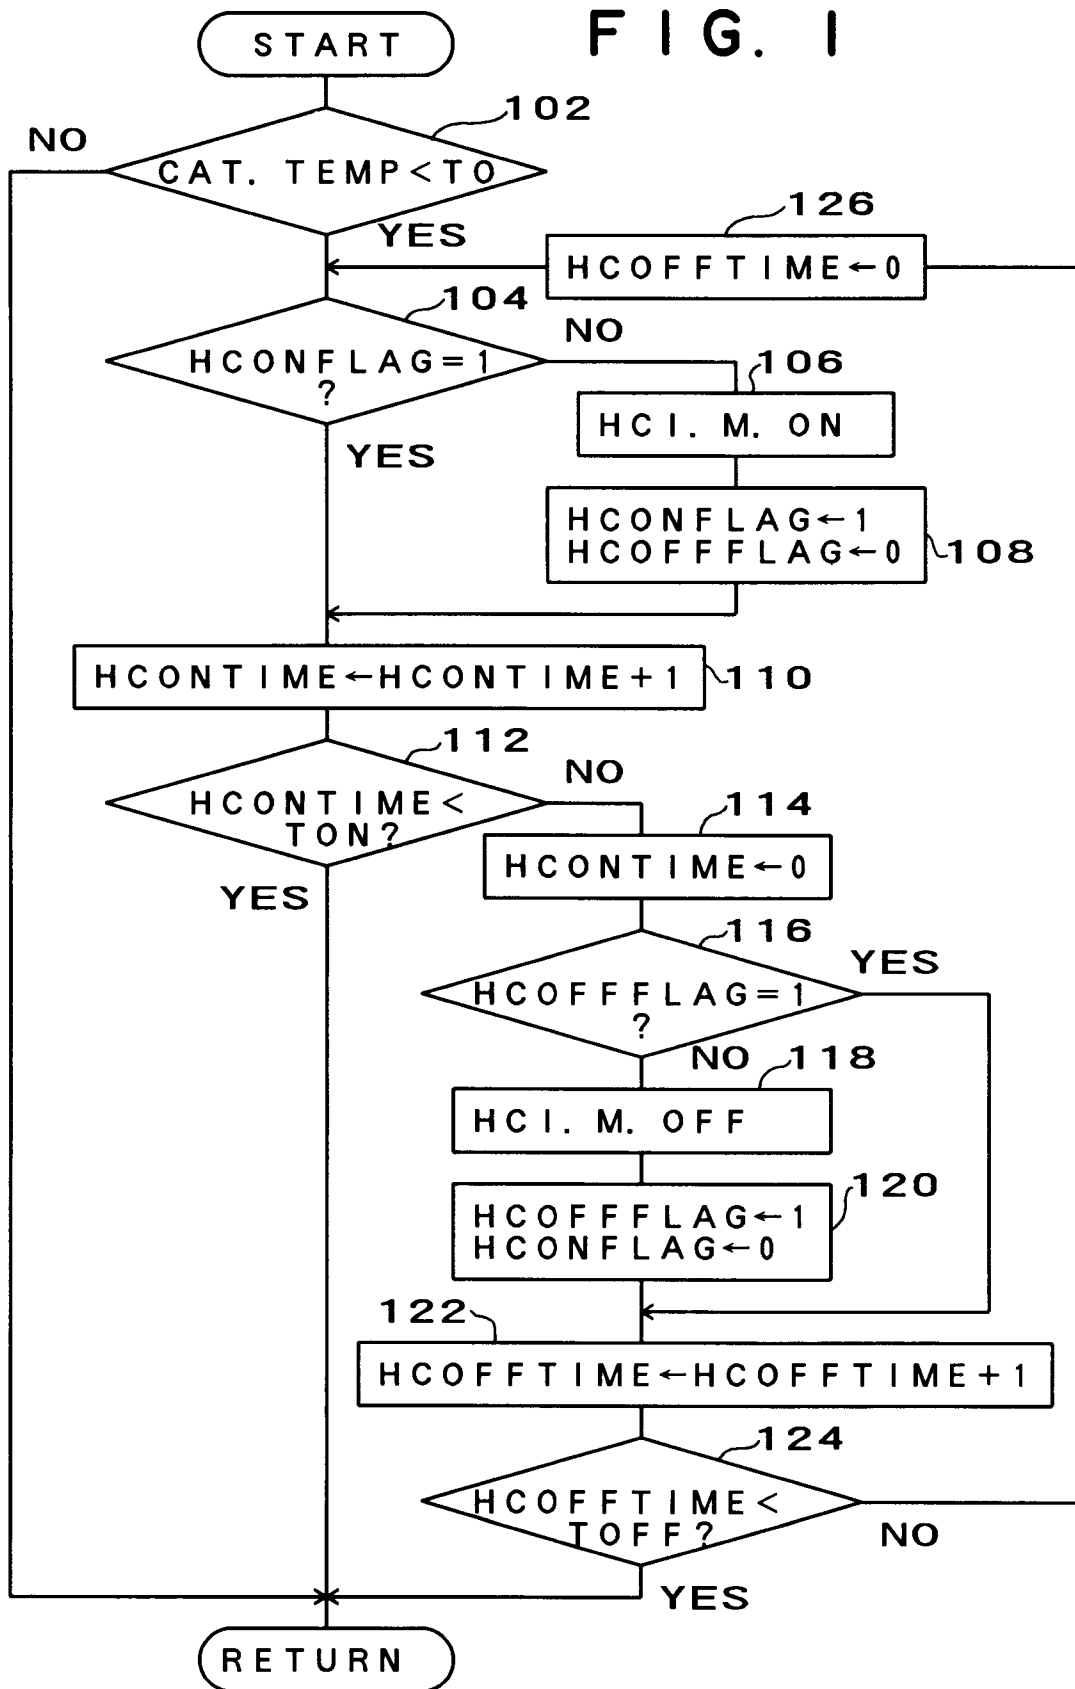 FIG. 1
START
102
NO
CAT. TEMP<TO
YES
126
HCOFFTIME←0
104
NO
HCONFLAG=1
?
106
HCI. M. ON
YES
HCONFLAG←1
HCOFFFLAG←0
108
HCONTIME←HCONTIME+1
110
112
NO
HCONTIME<
TON?
114
HCONTIME←0
YES
116
YES
HCOFFFLAG=1
?
NO
118
HCI. M. OFF
120
HCOFFFLAG←1
HCONFLAG←0
122
HCOFFTIME←HCOFFTIME+1
124
HCOFFTIME<
TOFF?
NO
YES
RETURN